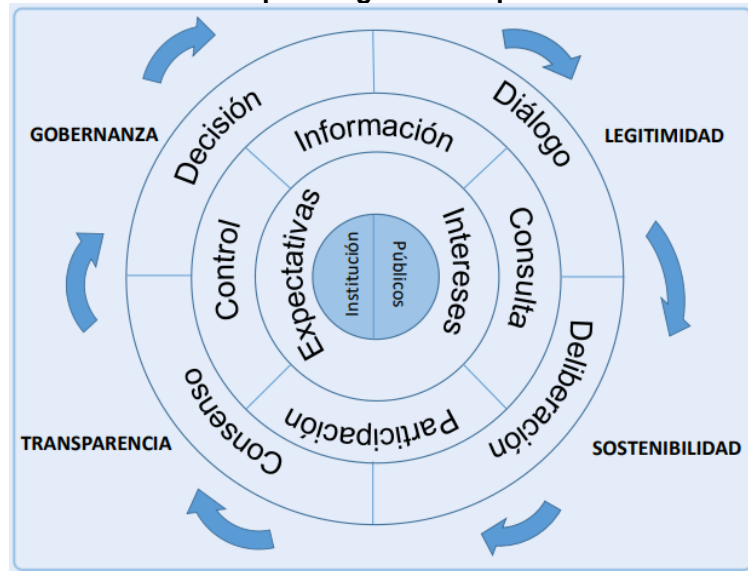 GOBERNANZA
LEGITIMIDAD
TRANSPARENCIA
SOSTENIBILIDAD
Decisión
Diálogo
Deliberación
Consenso
Información
Consulta
Participación
Control
Expectativas
Intereses
Institución
Públicos